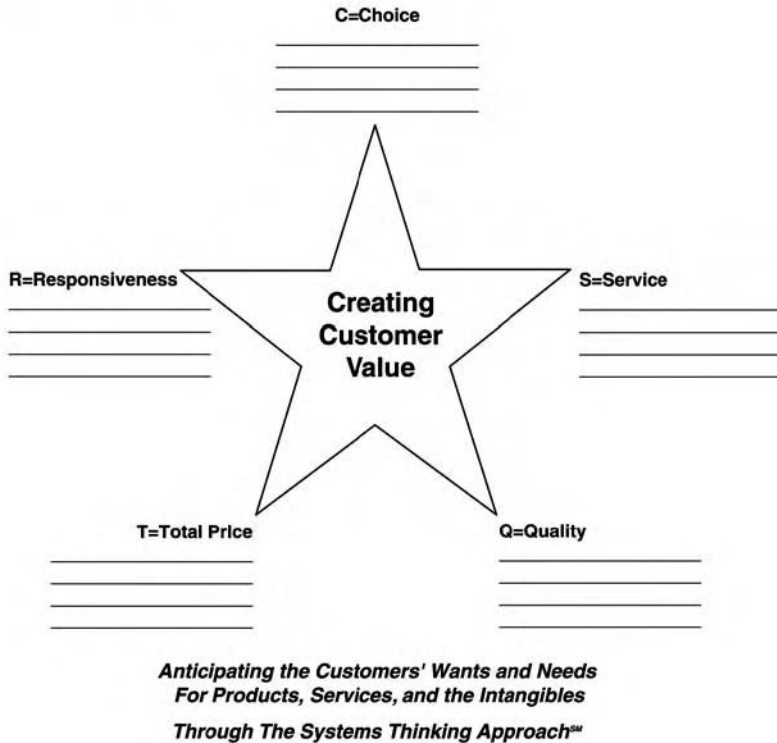 C=Choice
R=Responsiveness
S=Service
Creating
Customer
Value
T=Total Price
Q=Quality
Anticipating the Customers' Wants and Needs
For Products, Services, and the Intangibles
Through The Systems Thinking Approach℠